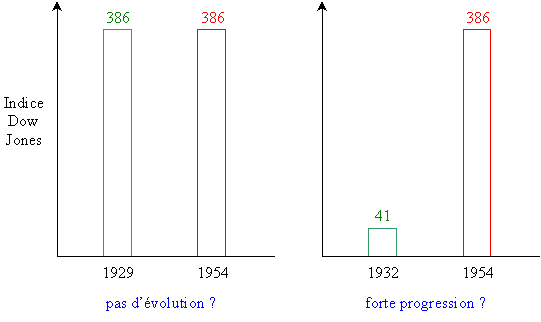 386
386
386
Indice
Dow
Jones
41
1929
1954
1932
1954
pas d'évolution ?
forte progression ?